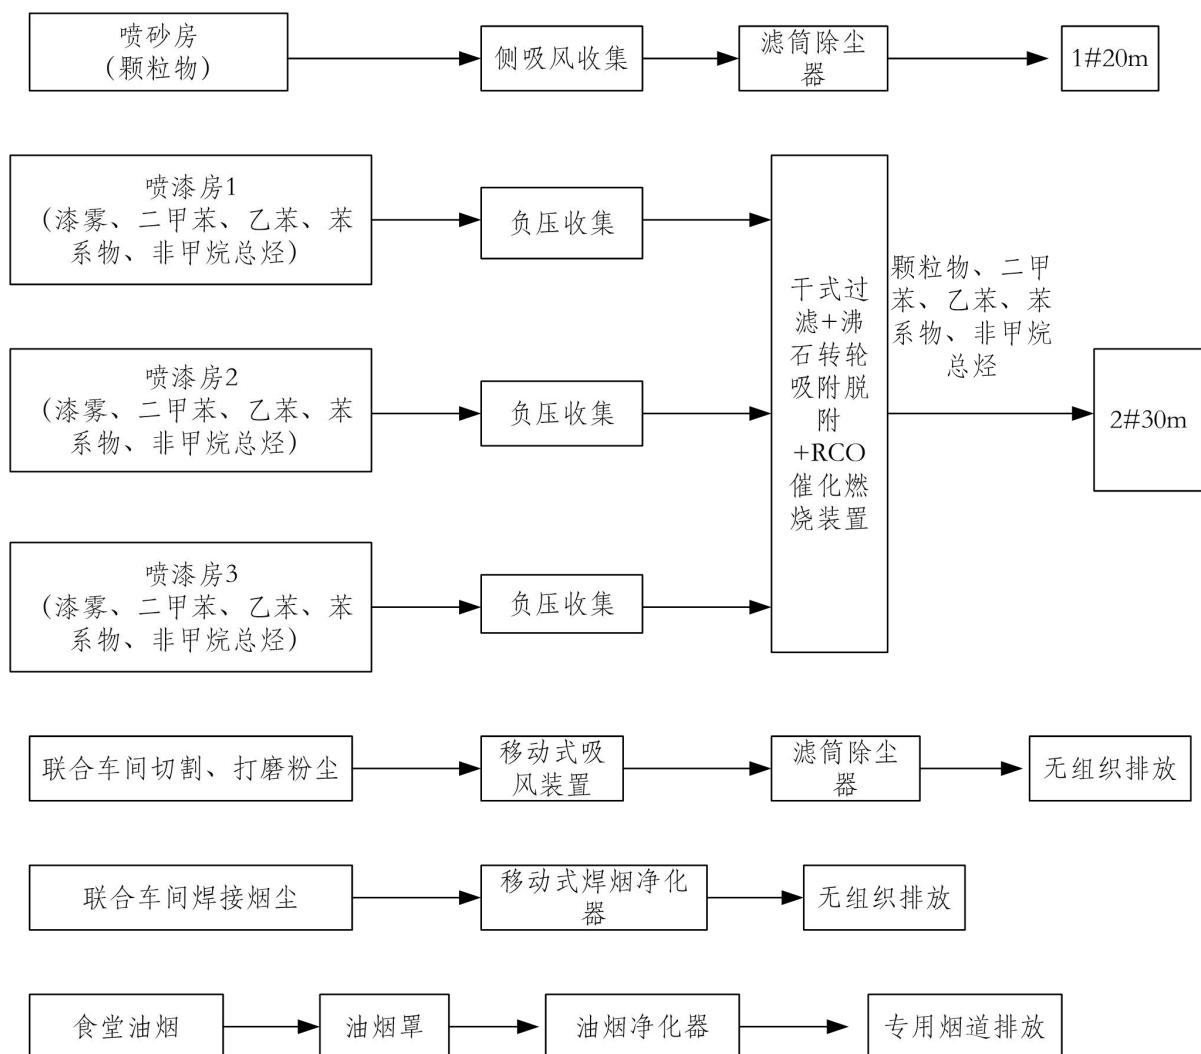 喷砂房
（颗粒物）
侧吸风收集
滤筒除尘
器
1#20m
喷漆房1
（漆雾、二甲苯、乙苯、苯
系物、非甲烷总烃）
负压收集
喷漆房2
（漆雾、二甲苯、乙苯、苯
系物、非甲烷总烃）
负压收集
喷漆房3
（漆雾、二甲苯、乙苯、苯
系物、非甲烷总烃）
负压收集
干式过
滤+沸
石转轮
吸附脱
附
+RCO
催化燃
烧装置
颗粒物、二甲
苯、乙苯、苯
系物、非甲烷
总烃
2#30m
联合车间切割、打磨粉尘
移动式吸
风装置
滤筒除尘
器
无组织排放
联合车间焊接烟尘
移动式焊烟净化
器
无组织排放
食堂油烟
油烟罩
油烟净化器
专用烟道排放